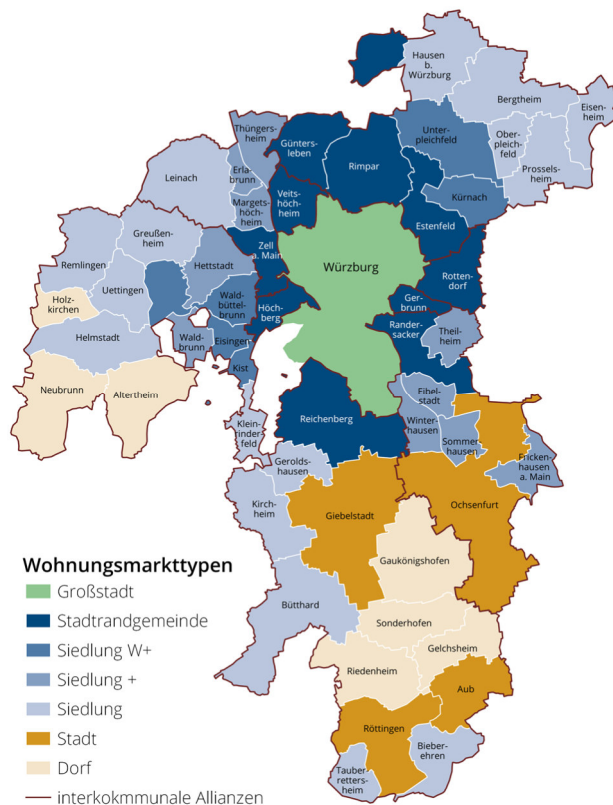 Hausen
b.
Würzburg
Bergtheim
Eisen-
heim
Ober-
pleich-
feld
Prossels-
heim
Unter-
pleichfeld
Kürnach
Thüngers-
heim
Günters-
leben
Rimpar
Erla-
brunn
Leinach
Margets-
höch-
heim
Veits-
höch-
heim
Estenfeld
Greußen-
heim
Zell
a. Main
Würzburg
Rotten-
dorf
Remlingen
Hettstadt
Uettingen
Holz-
kirchen
Wald-
büttel-
brunn
Höch-
berg
Ger-
brunn
Rander-
sacker
Theil-
heim
Helmstadt
Wald-
brunn
Eisingen
Kist
Neubrunn
Altertheim
Eibel-
stadt
Reichenberg
Winter-
hausen
Klein-
rinder-
feld
Sommer-
hausen
Geroldshausen
Fricken-
hausen
a. Main
Kirch-
heim
Giebelstadt
Ochsenfurt
Gaukönigshofen
Bütthard
Sonderhofen
Gelchsheim
Riedenheim
Aub
Röttingen
Bieber-
ehren
Tauber-
retters-
heim
Wohnungsmarkttypen
Großstadt
Stadtrandgemeinde
Siedlung W+
Siedlung +
Siedlung
Stadt
Dorf
interkokmmunale Allianzen